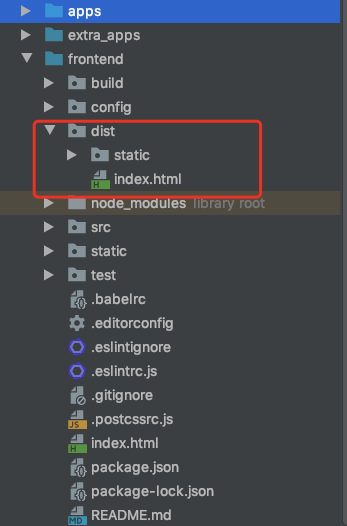 apps
extra_apps
frontend
build
config
dist
static
index.html
node_modules library root
src
static
test
.babelrc
.editorconfig
.eslintignore
.eslintrc.js
.gitignore
.postcssrc.js
index.html
package.json
package-lock.json
README.md